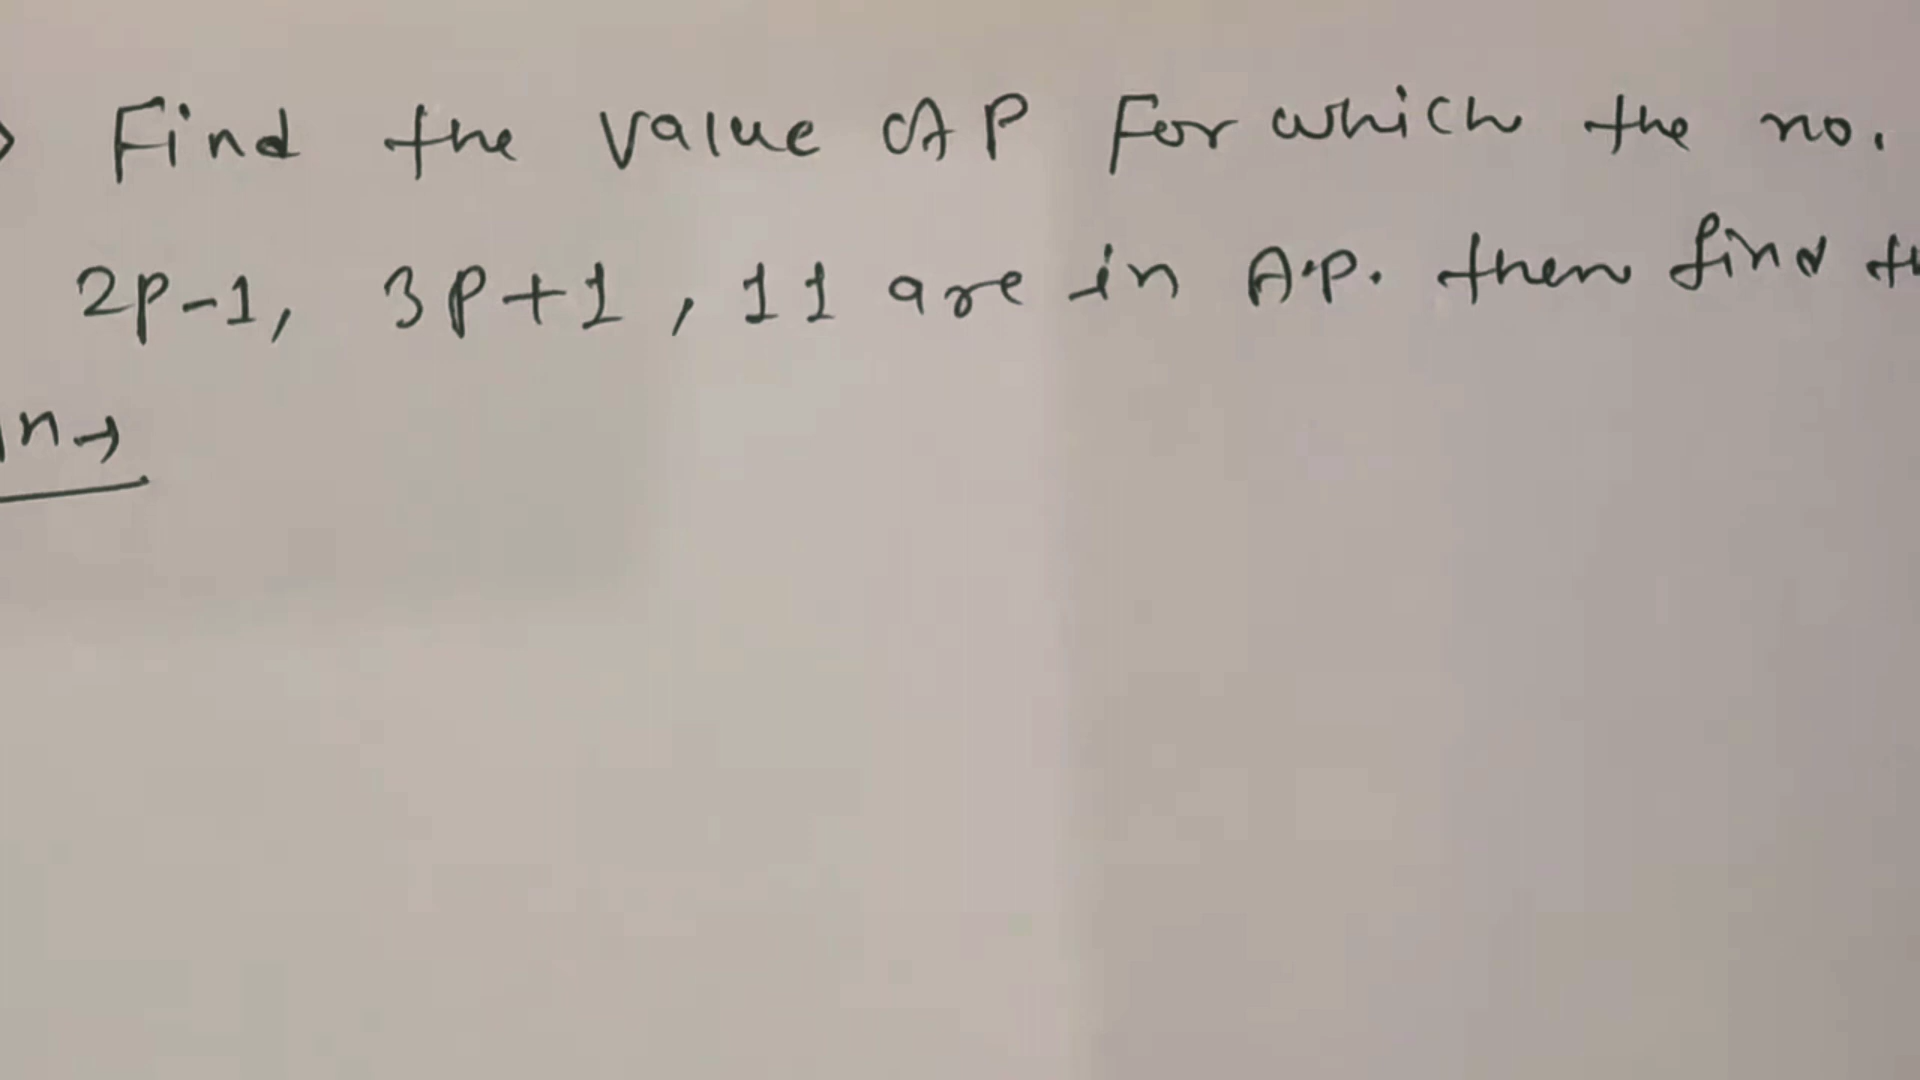 Find the value of P For which the no.
2p-1, 3p+1, 11 are in A.P. then find